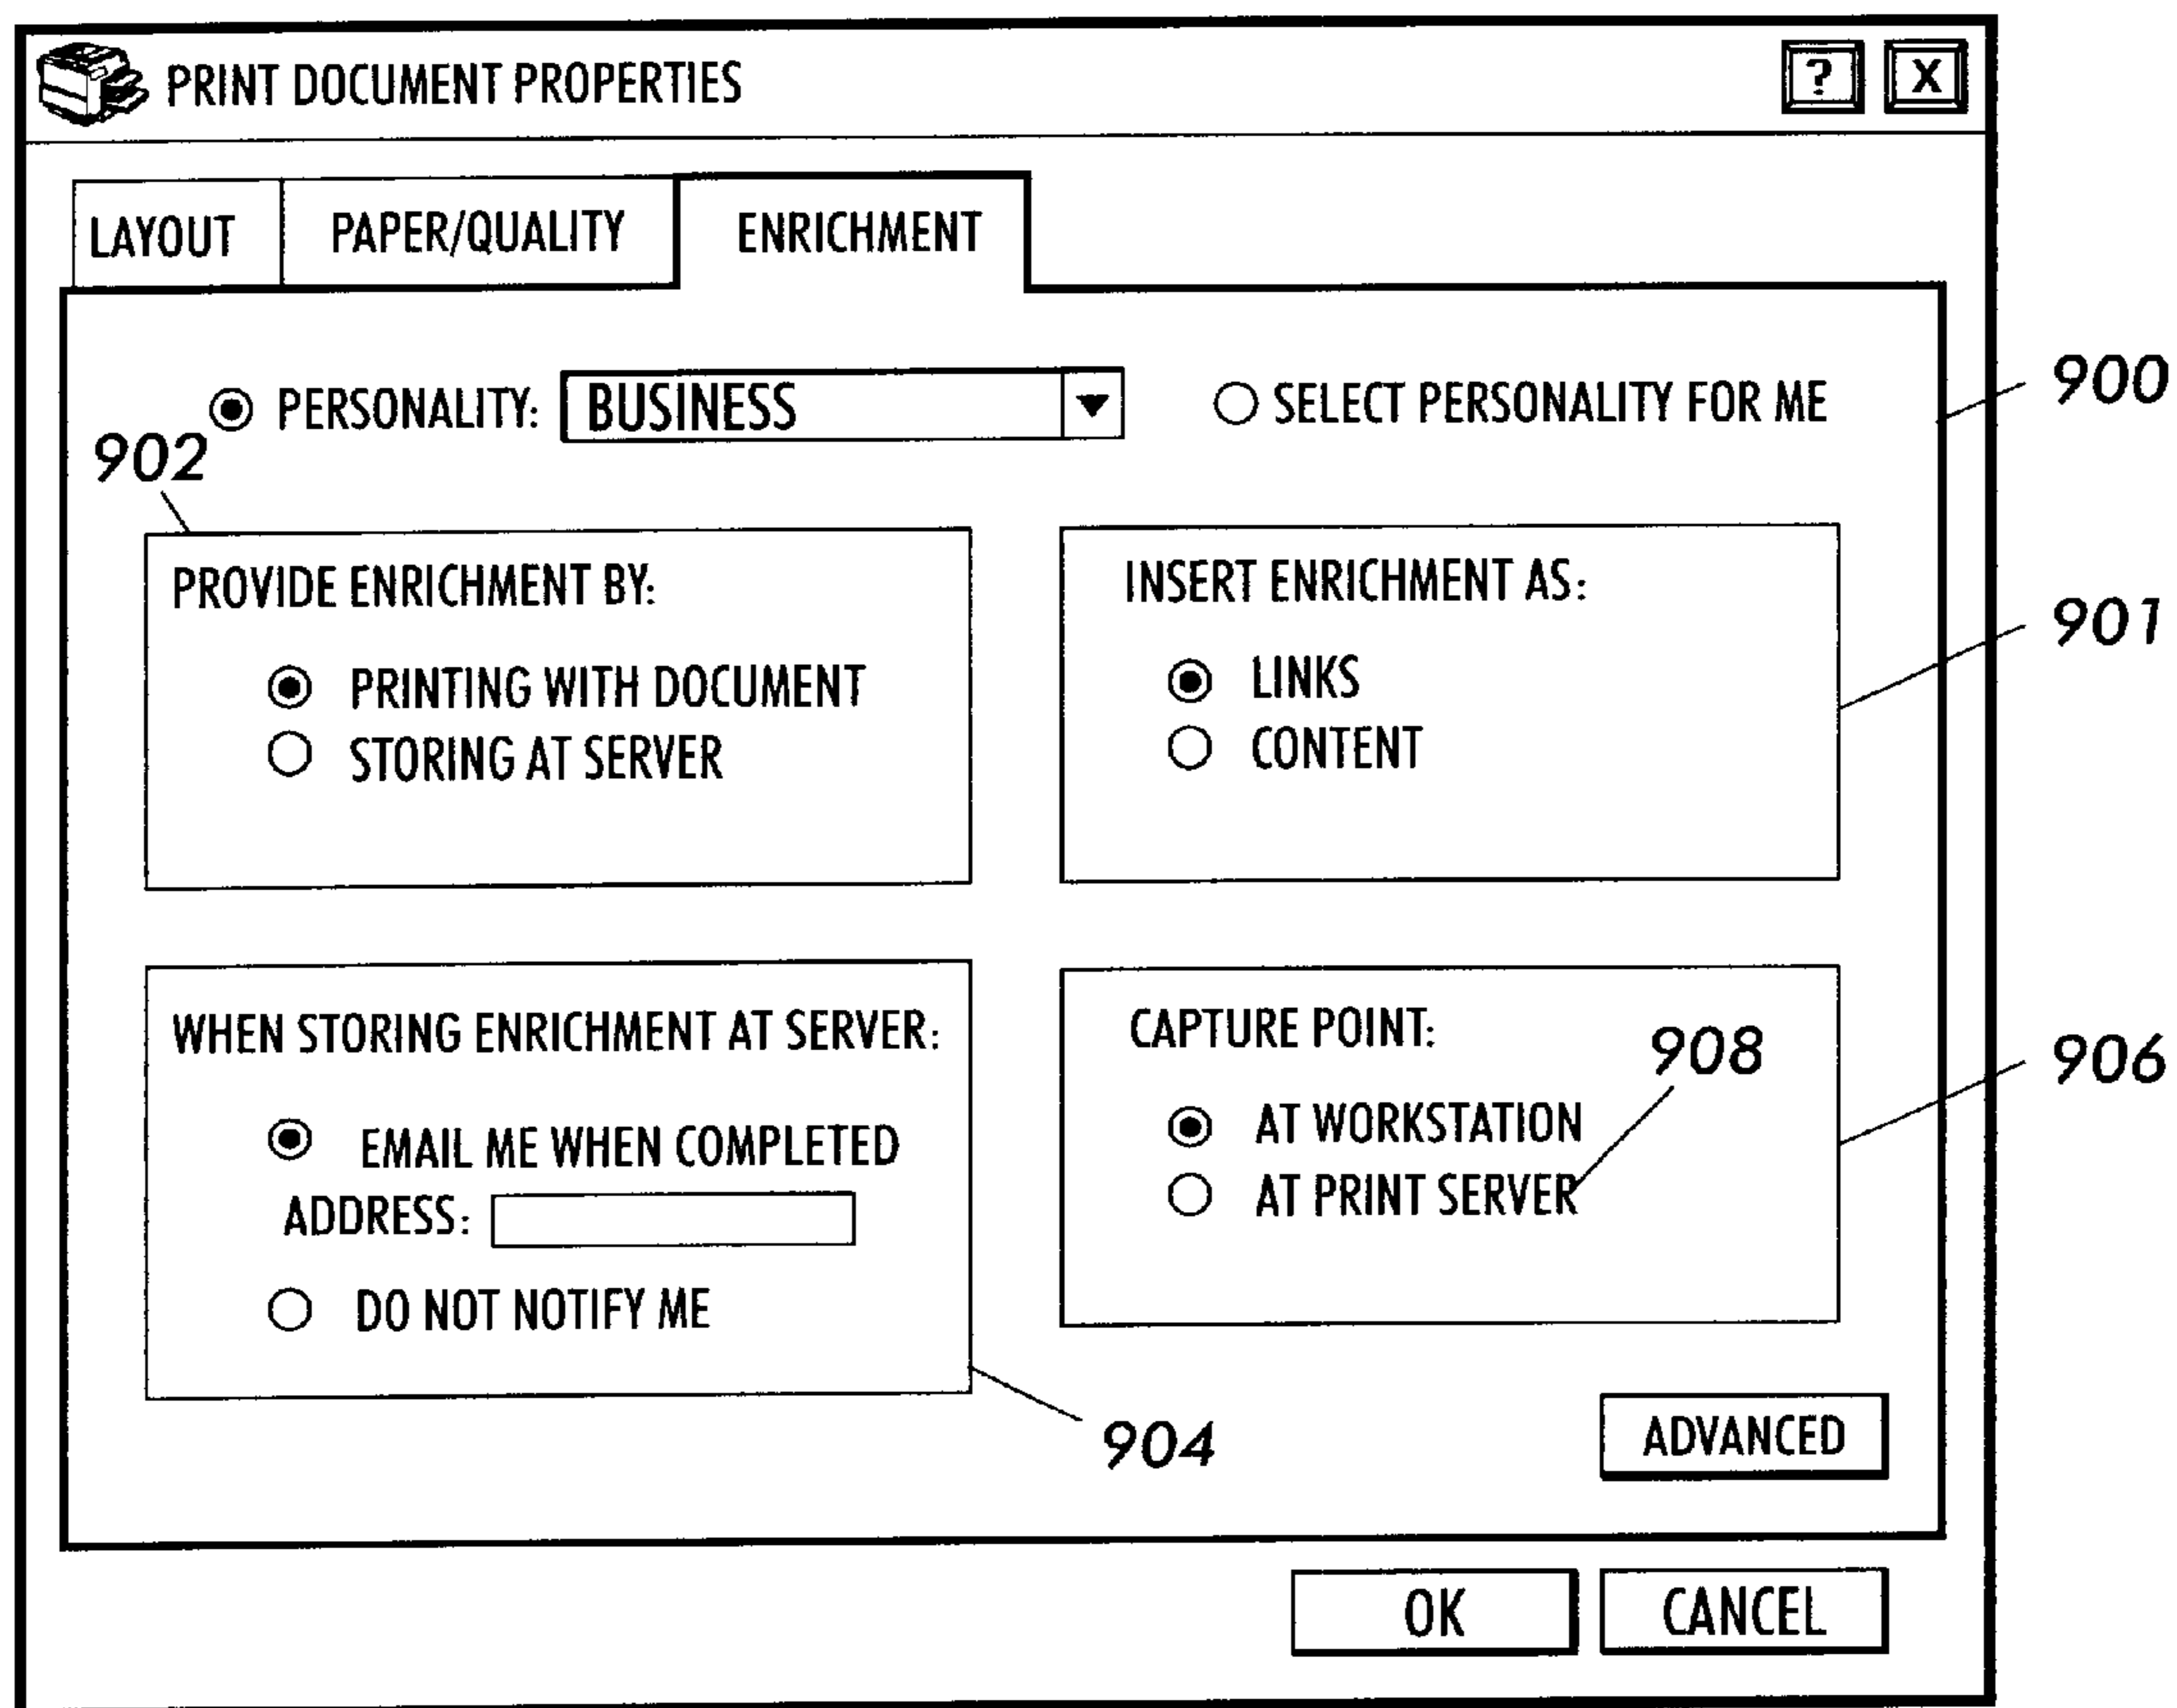 PRINT DOCUMENT PROPERTIES ? X
LAYOUT PAPER/QUALITY ENRICHMENT
PERSONALITY: BUSINESS SELECT PERSONALITY FOR ME 900
902
PROVIDE ENRICHMENT BY:
PRINTING WITH DOCUMENT
STORING AT SERVER
INSERT ENRICHMENT AS:
901
LINKS
CONTENT
WHEN STORING ENRICHMENT AT SERVER:
EMAIL ME WHEN COMPLETED
ADDRESS:
DO NOT NOTIFY ME
904
CAPTURE POINT:
908
906
AT WORKSTATION
AT PRINT SERVER
ADVANCED
OK CANCEL